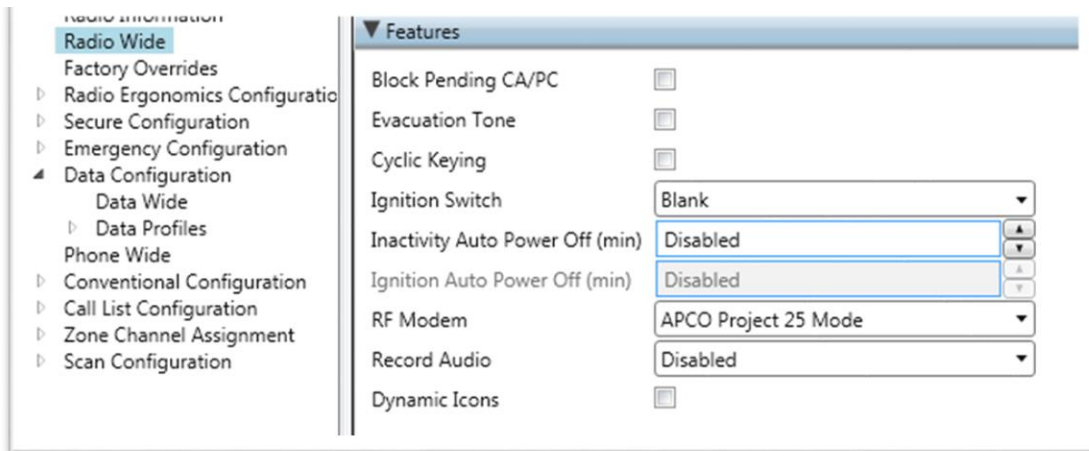 Radio Information
Radio Wide
Factory Overrides
Radio Ergonomics Configuratio
Secure Configuration
Emergency Configuration
Data Configuration
Data Wide
Data Profiles
Phone Wide
Conventional Configuration
Call List Configuration
Zone Channel Assignment
Scan Configuration
Features
Block Pending CA/PC
Evacuation Tone
Cyclic Keying
Ignition Switch Blank
Inactivity Auto Power Off (min) Disabled
Ignition Auto Power Off (min) Disabled
RF Modem APCO Project 25 Mode
Record Audio Disabled
Dynamic Icons